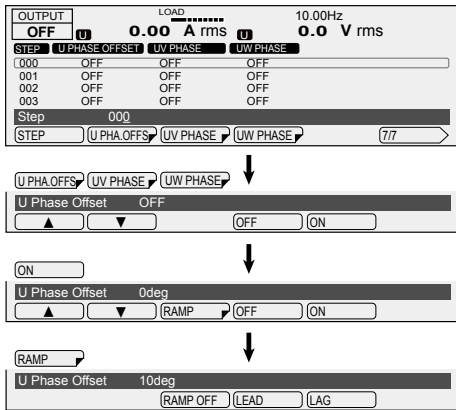 OUTPUT LOAD 10.00Hz
OFF U 0.00 A rms U 0.0 V rms
STEP U PHASE OFFSET UV PHASE UW PHASE
000 OFF OFF OFF
001 OFF OFF OFF
002 OFF OFF OFF
003 OFF OFF OFF
Step 000
STEP U PHA.OFFS UV PHASE UW PHASE 7/7
U PHA.OFFS UV PHASE UW PHASE
U Phase Offset OFF
▲ ▼ OFF ON
ON
U Phase Offset 0deg
▲ ▼ RAMP OFF ON
RAMP
U Phase Offset 10deg
RAMP OFF LEAD LAG